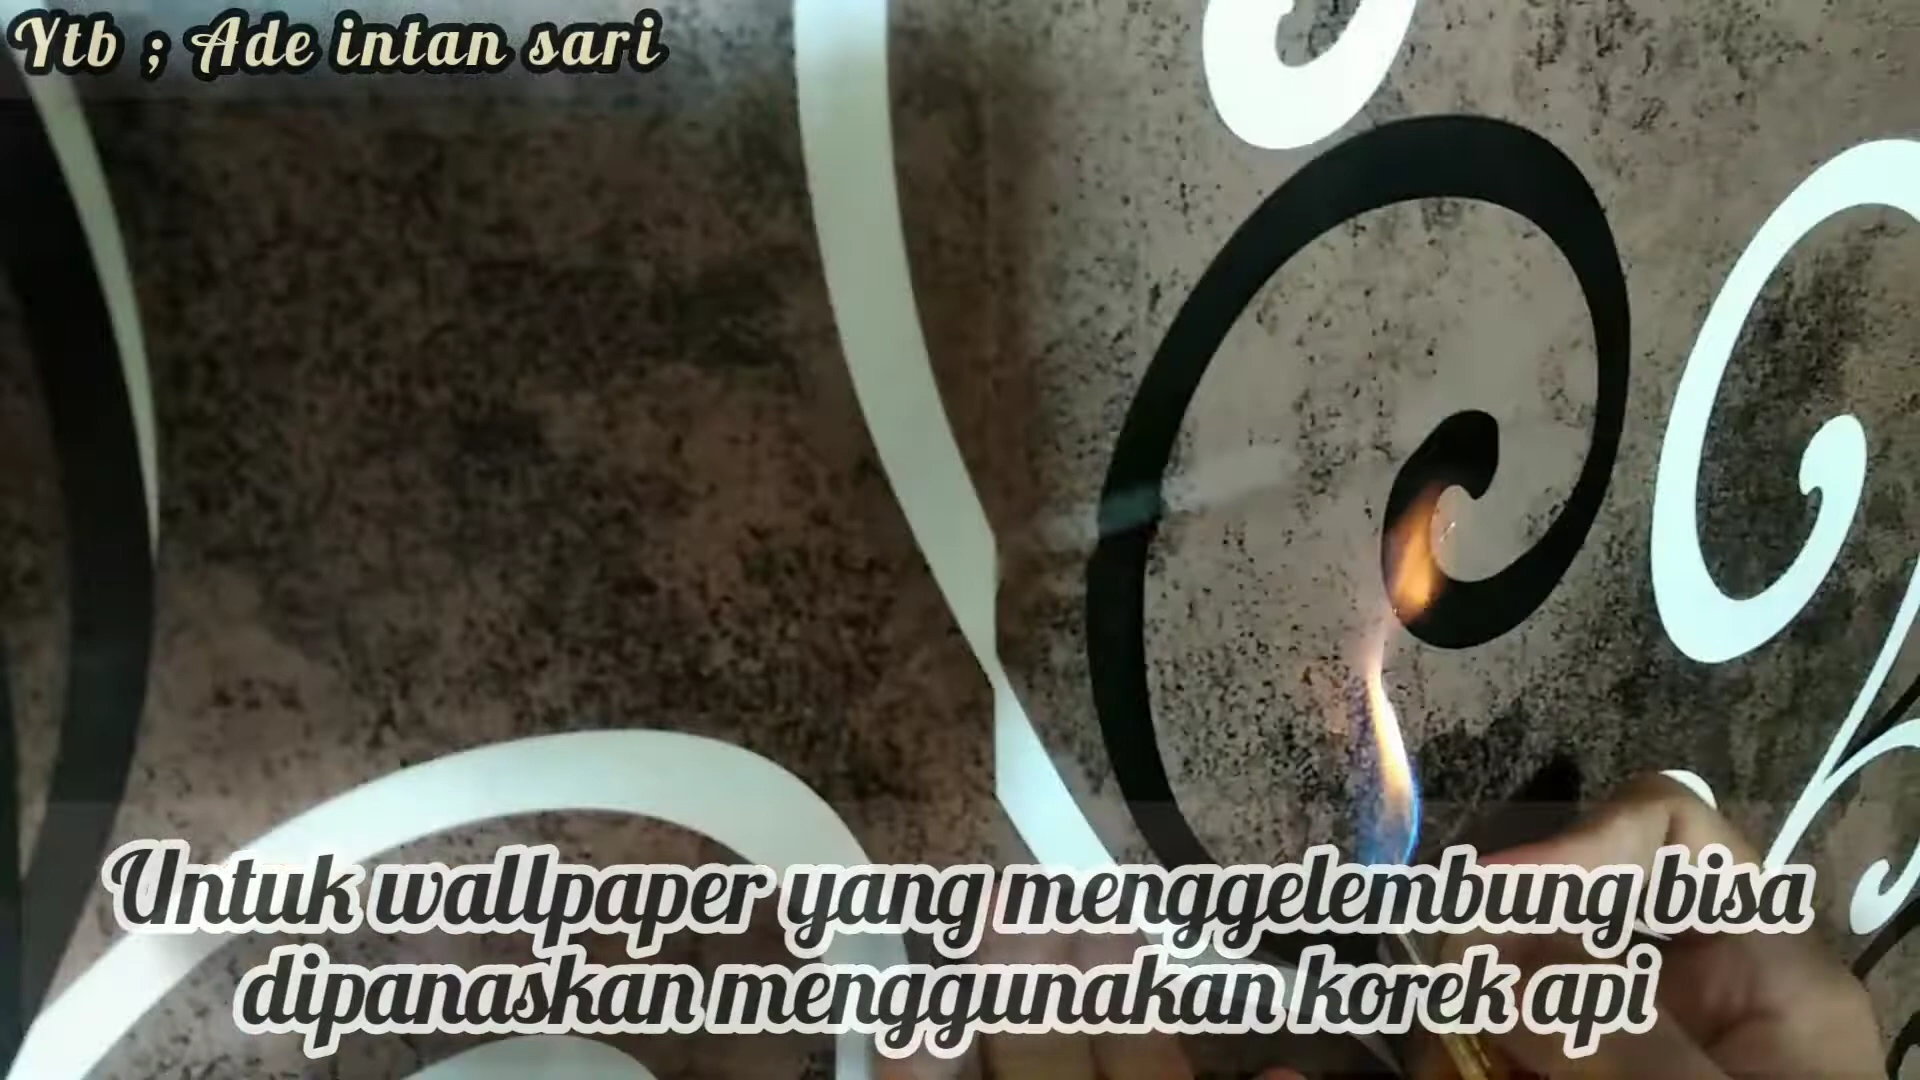 Ytb ; Ade intan sari
Untuk wallpaper yang menggelembung bisa
dipanaskan menggunakan korek api